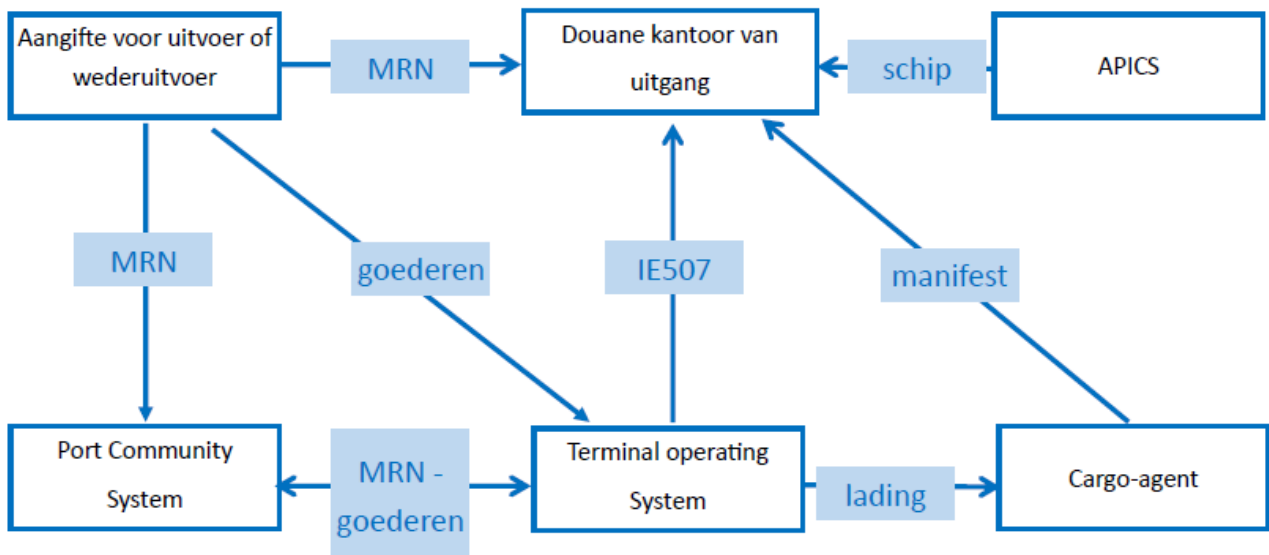 Aangifte voor uitvoer of
wederuitvoer
MRN
Douane kantoor van
uitgang
schip
APICS
MRN
goederen
IE507
manifest
Port Community
System
MRN -
goederen
Terminal operating
System
lading
Cargo-agent